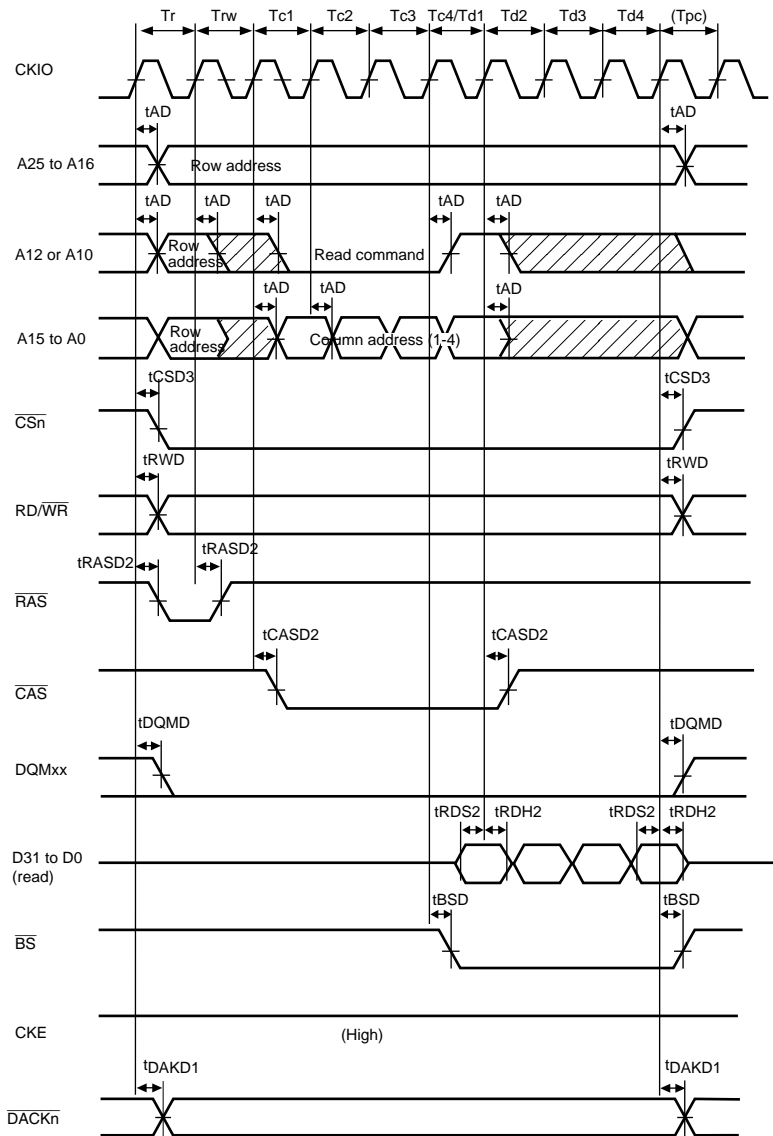 Tr Trw Tc1 Tc2 Tc3 Tc4/Td1 Td2 Td3 Td4 (Tpc)
CKIO
tAD tAD
A25 to A16 Row address
tAD tAD tAD tAD tAD
A12 or A10 Row address Read command
tAD tAD tAD
A15 to A0 Row address Column address (1-4)
tCSD3 tCSD3
CSn
tRWD tRWD
RD/WR
tRASD2 tRASD2
RAS
tCASD2 tCASD2
CAS
tDQMD tDQMD
DQMxx
tRDS2 tRDH2 tRDS2 tRDH2
D31 to D0
(read)
tBSD tBSD
BS
CKE (High)
tDAKD1 tDAKD1
DACKn